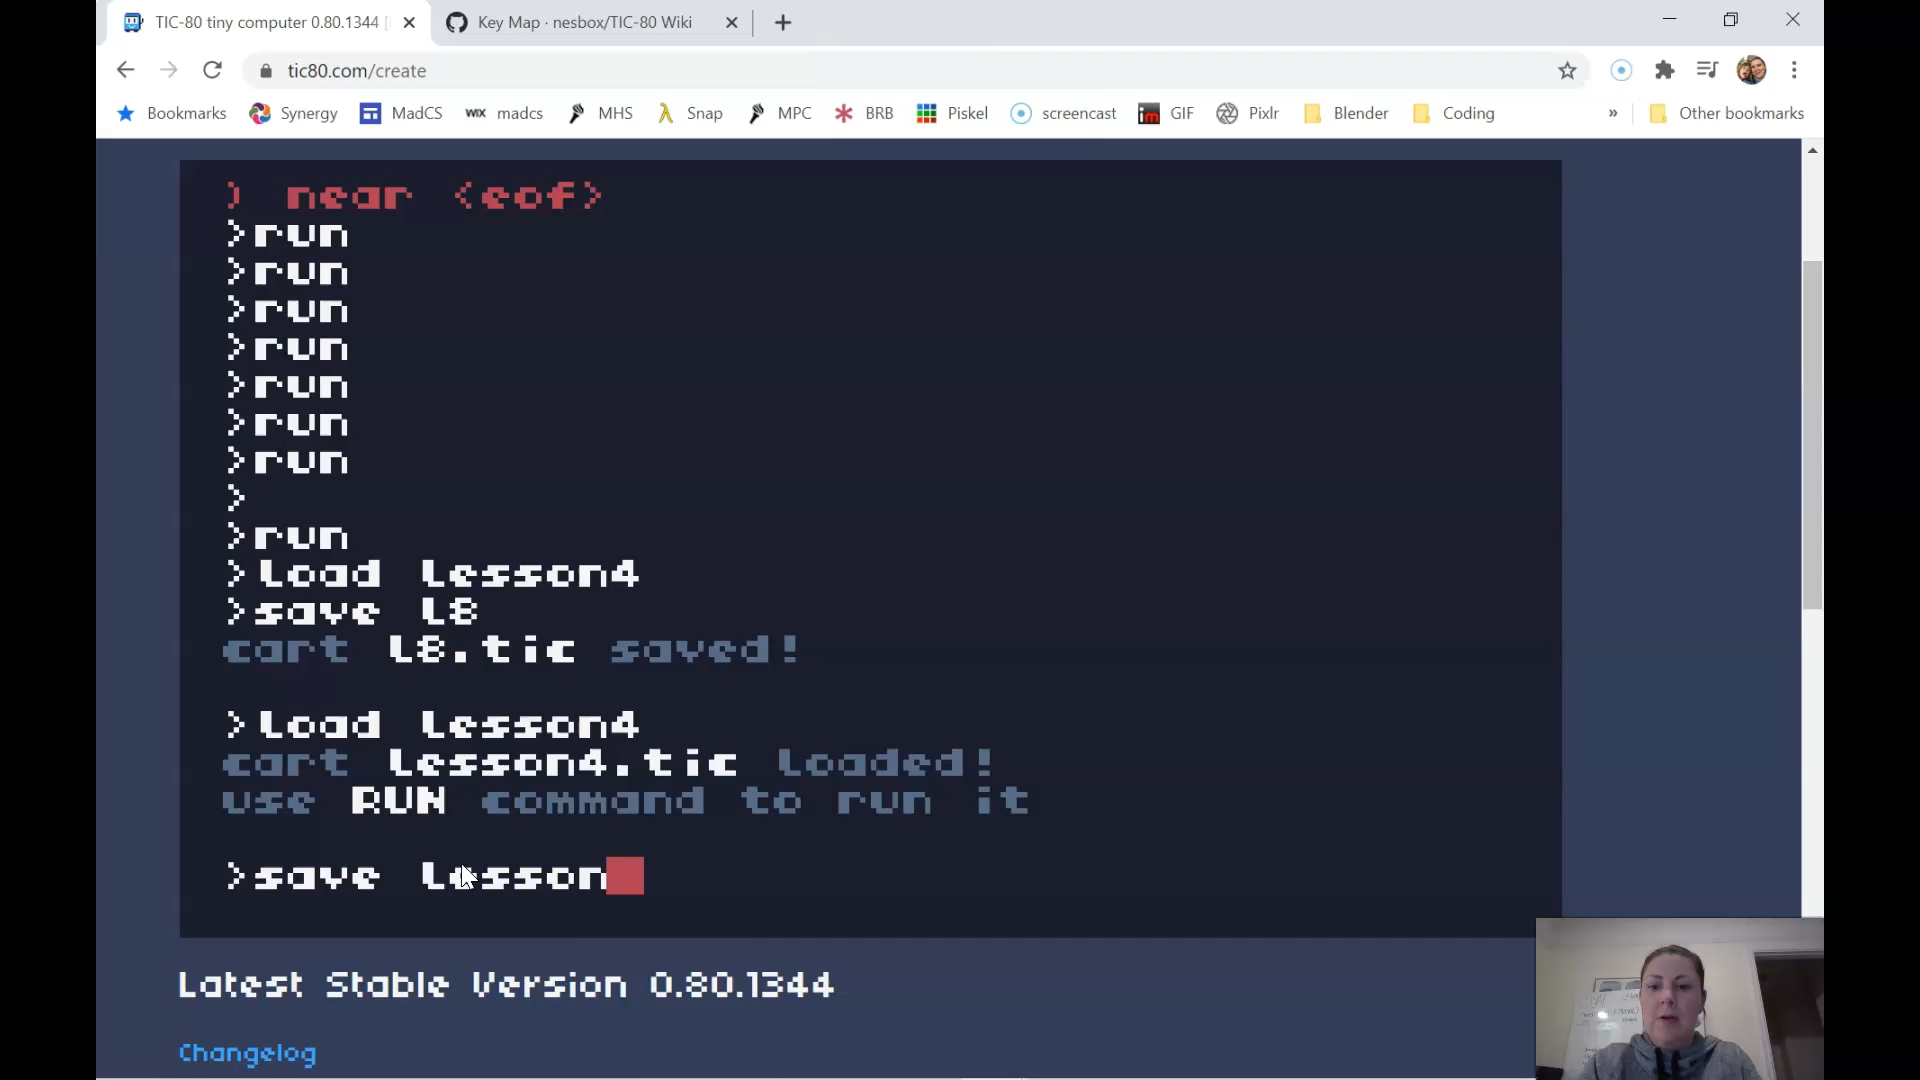 TIC-80 tiny computer 0.80.1344 [
Key Map · nesbox/TIC-80 Wiki
tic80.com/create
Bookmarks Synergy MadCS WIX madcs MHS Snap MPC BRB Piskel screencast im GIF Pixlr Blender Coding » Other bookmarks
) near <eof>
>run
>run
>run
>run
>run
>run
>run
>
>run
>load lesson4
>save l8
cart l8.tic saved!
>load lesson4
cart lesson4.tic loaded!
use RUN command to run it
>save lesson
Latest Stable Version 0.80.1344
Changelog